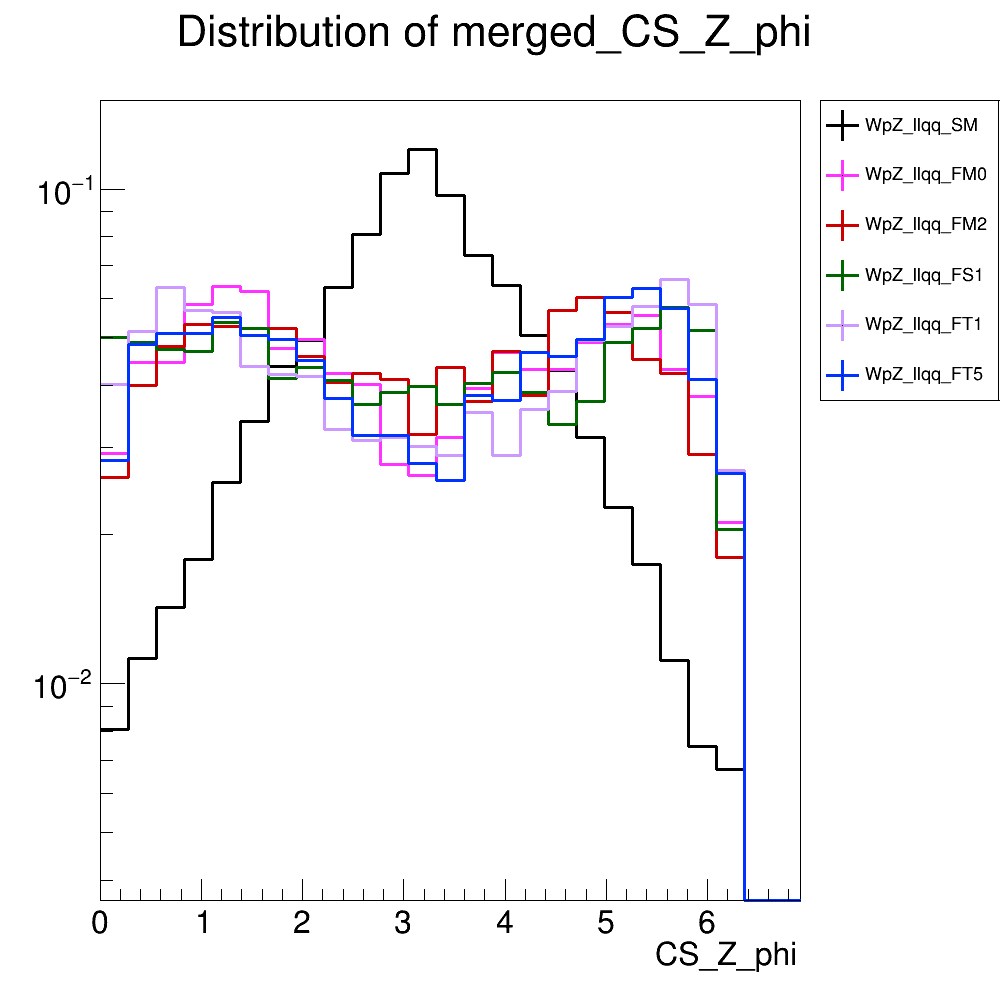 Distribution of merged_CS_Z_phi
WpZ_llqq_SM
WpZ_llqq_FM0
WpZ_llqq_FM2
WpZ_llqq_FS1
WpZ_llqq_FT1
WpZ_llqq_FT5
10⁻¹
10⁻²
0 1 2 3 4 5 6
CS_Z_phi